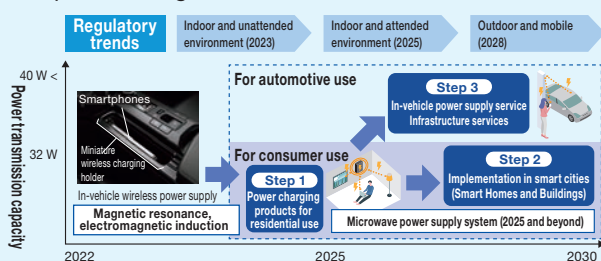 Regulatory
trends
Indoor and unattended
environment (2023)
Indoor and attended
environment (2025)
Outdoor and mobile
(2028)
Power transmission capacity
40 W <
32 W
Smartphones
Miniature
wireless charging
holder
In-vehicle wireless power supply
Magnetic resonance,
electromagnetic induction
For automotive use
Step 3
In-vehicle power supply service
Infrastructure services
For consumer use
Step 1
Power charging
products for
residential use
Step 2
Implementation in smart cities
(Smart Homes and Buildings)
Microwave power supply system (2025 and beyond)
2022
2025
2030